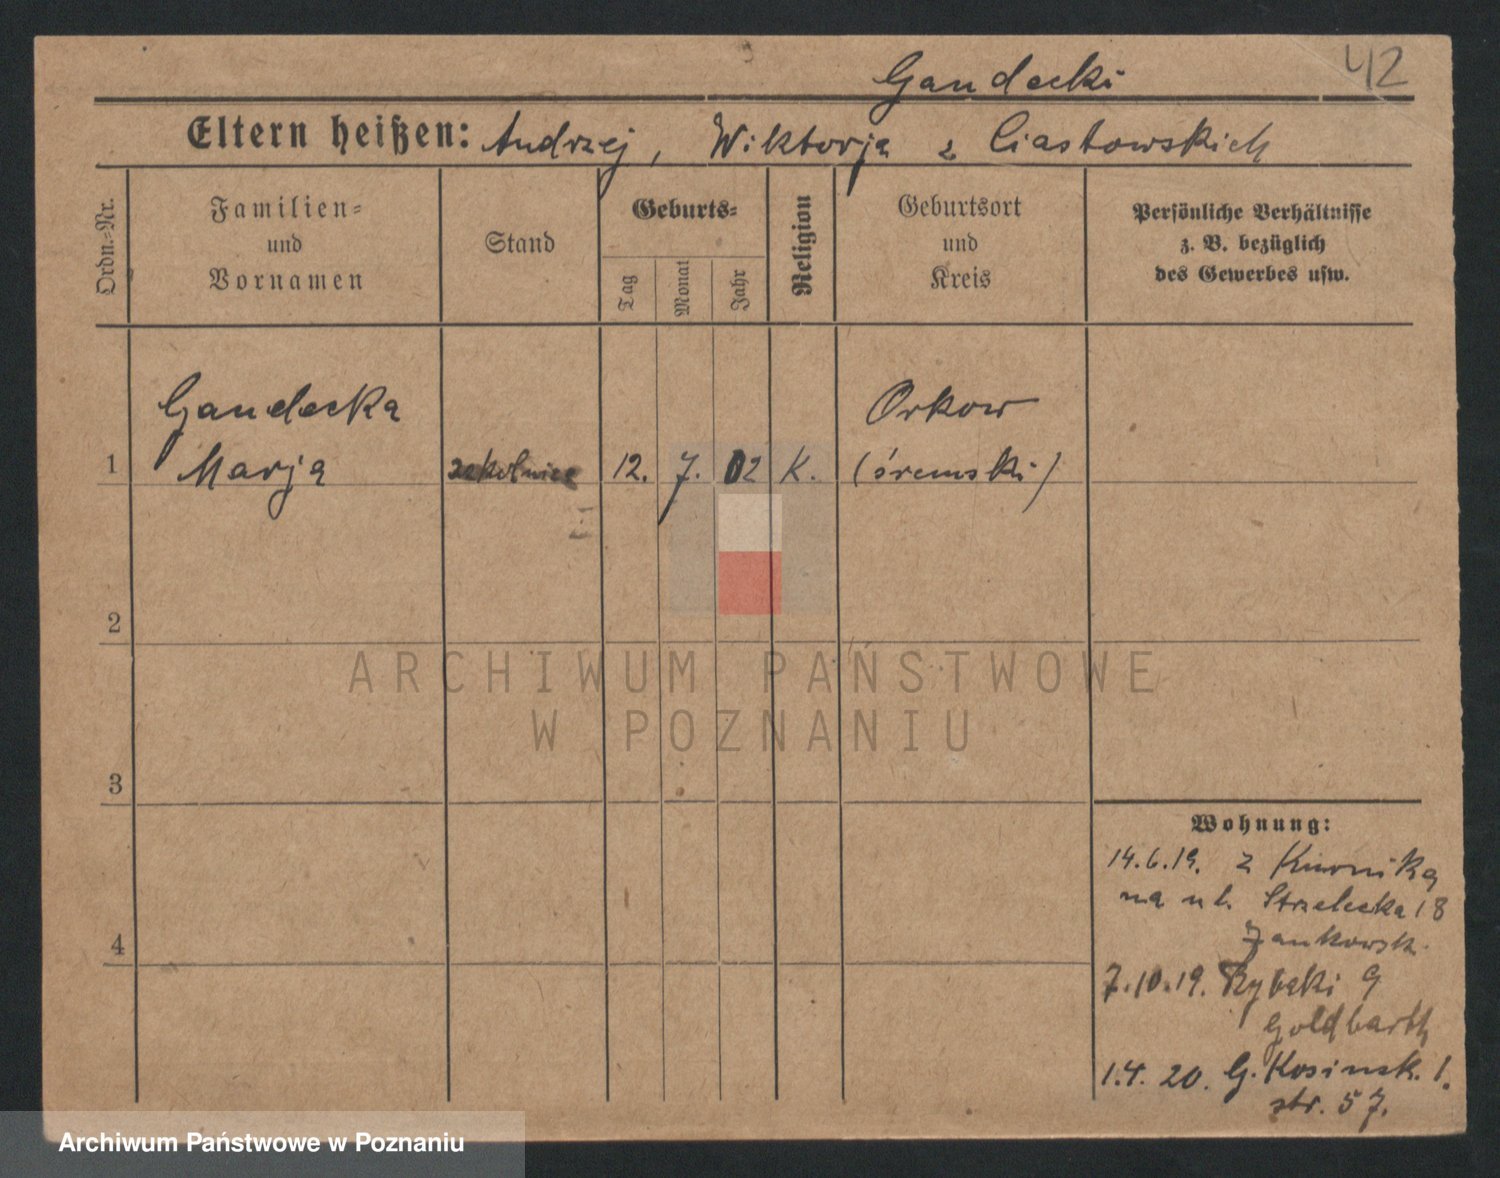 42
Gandecki
Eltern heißen: Andrzej, Wiktorja z Ciastowskich
Ordn.=Nr.
Familien=
und
Vornamen
Stand
Geburts=
Tag
Monat
Jahr
Religion
Geburtsort
und
Kreis
Persönliche Verhältnisse
z. B. bezüglich
des Gewerbes usw.
Gandecka
Marja
1
12. 7. 02 K.
Orkow
(śremski)
2
3
4
ARCHIWUM PAŃSTWOWE
W POZNANIU
Wohnung:
14.6.19. z Kurnika
na ul. Strzelecka 18
Jankowsk.
7.10.19. Rybaki 9
Goldbarth
1.4.20. G. Kosinsk. 1.
str. 57.
Archiwum Państwowe w Poznaniu